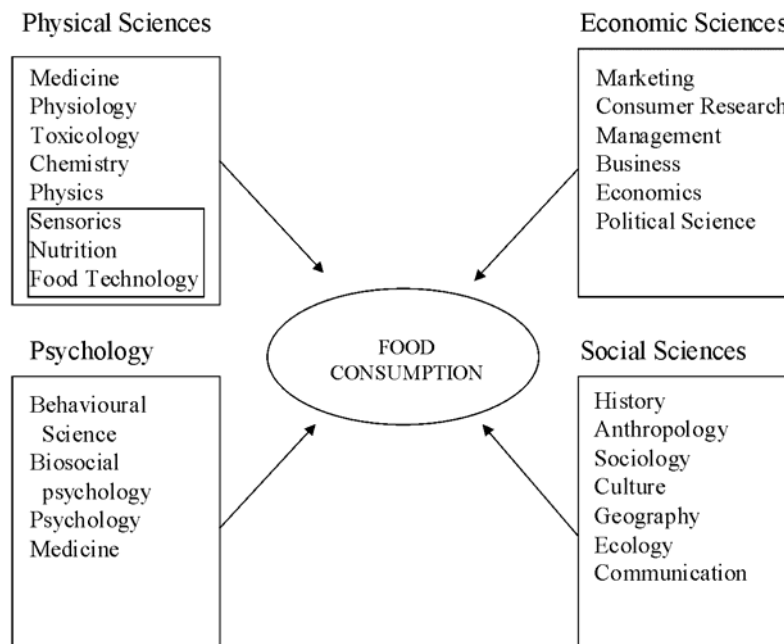 Physical Sciences
Medicine
Physiology
Toxicology
Chemistry
Physics
Sensorics
Nutrition
Food Technology
Economic Sciences
Marketing
Consumer Research
Management
Business
Economics
Political Science
FOOD
CONSUMPTION
Psychology
Behavioural
Science
Biosocial
psychology
Psychology
Medicine
Social Sciences
History
Anthropology
Sociology
Culture
Geography
Ecology
Communication